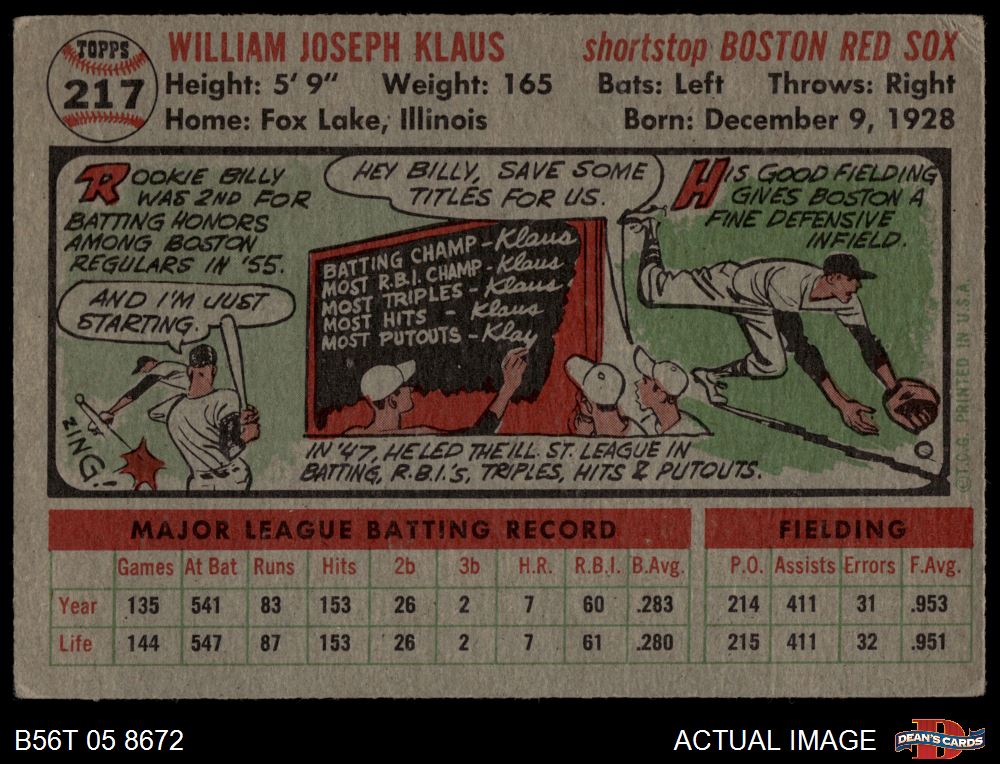 TOPPS
217
WILLIAM JOSEPH KLAUS
shortstop BOSTON RED SOX
Height: 5' 9" Weight: 165 Bats: Left Throws: Right
Home: Fox Lake, Illinois Born: December 9, 1928
ROOKIE BILLY
WAS 2ND FOR
BATTING HONORS
AMONG BOSTON
REGULARS IN '55.
AND I'M JUST
STARTING.
ZING!
HEY BILLY, SAVE SOME
TITLES FOR US.
BATTING CHAMP - Klaus
MOST R.B.I. CHAMP - Klaus
MOST TRIPLES - Klaus
MOST HITS - Klaus
MOST PUTOUTS - Klau
IN '47, HE LED THE ILL. ST. LEAGUE IN
BATTING, R.B.I.'S, TRIPLES, HITS & PUTOUTS.
HIS GOOD FIELDING
GIVES BOSTON A
FINE DEFENSIVE
INFIELD.
© T.C.G. PRINTED IN U.S.A.
MAJOR LEAGUE BATTING RECORD FIELDING
Games At Bat Runs Hits 2b 3b H.R. R.B.I. B.Avg. P.O. Assists Errors F.Avg.
Year 135 541 83 153 26 2 7 60 .283 214 411 31 .953
Life 144 547 87 153 26 2 7 61 .280 215 411 32 .951
B56T 05 8672 ACTUAL IMAGE DEAN'S CARDS